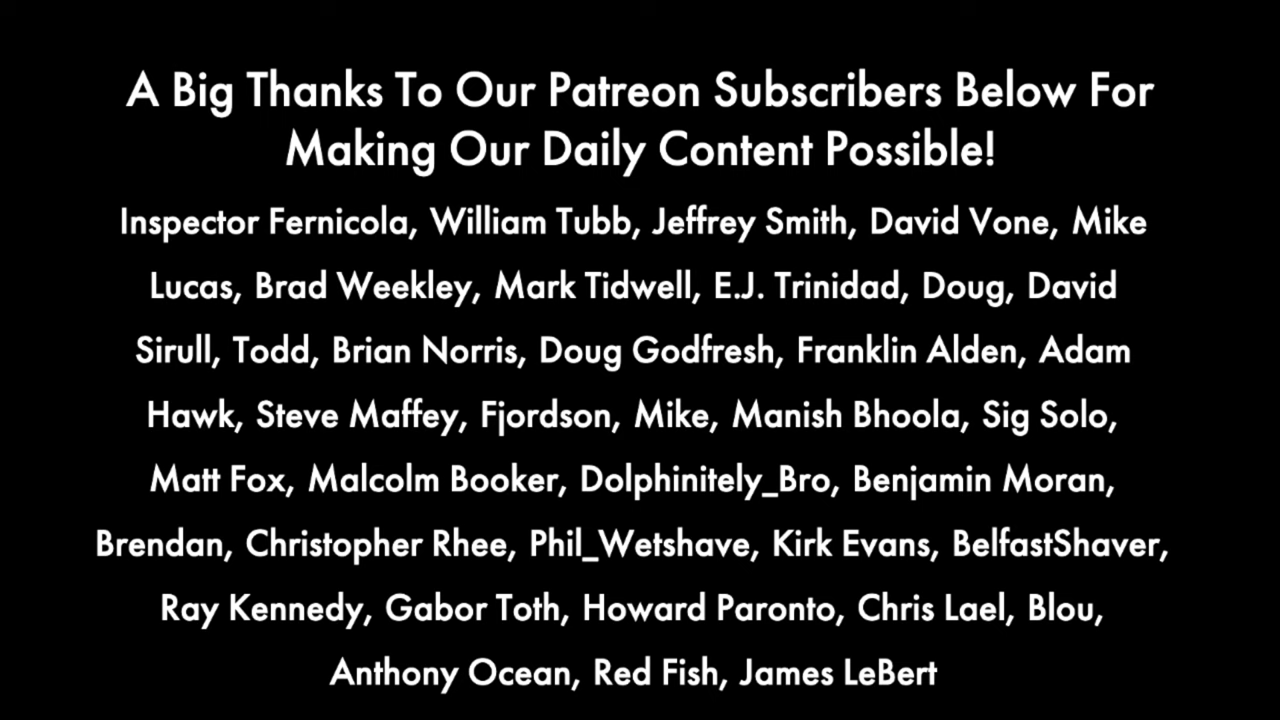 A Big Thanks To Our Patreon Subscribers Below For
Making Our Daily Content Possible!
Inspector Fernicola, William Tubb, Jeffrey Smith, David Vone, Mike
Lucas, Brad Weekley, Mark Tidwell, E.J. Trinidad, Doug, David
Sirull, Todd, Brian Norris, Doug Godfresh, Franklin Alden, Adam
Hawk, Steve Maffey, Fjordson, Mike, Manish Bhoola, Sig Solo,
Matt Fox, Malcolm Booker, Dolphinitely_Bro, Benjamin Moran,
Brendan, Christopher Rhee, Phil_Wetshave, Kirk Evans, BelfastShaver,
Ray Kennedy, Gabor Toth, Howard Paronto, Chris Lael, Blou,
Anthony Ocean, Red Fish, James LeBert